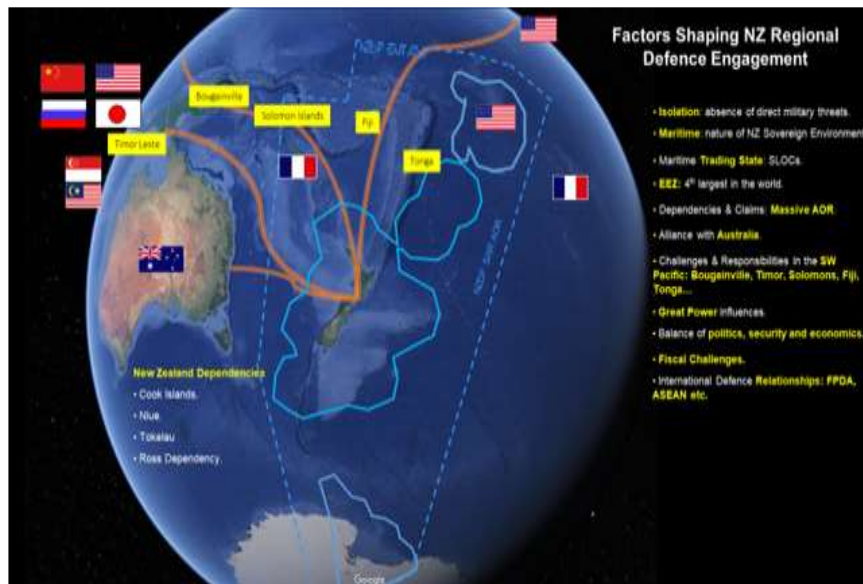 Factors Shaping NZ Regional
Defence Engagement
• Isolation: absence of direct military threats.
• Maritime: nature of NZ Sovereign Environment
• Maritime Trading State: SLOCs.
• EEZ: 4th largest in the world.
• Dependencies & Claims: Massive AOR.
• Alliance with Australia.
• Challenges & Responsibilities in the SW
Pacific: Bougainville, Timor, Solomons, Fiji,
Tonga…
• Great Power influences.
• Balance of politics, security and economics.
• Fiscal Challenges.
• International Defence Relationships: FPDA,
ASEAN etc.
Bougainville
Solomon Islands
Fiji
Timor Leste
Tonga
New Zealand Dependencies
• Cook Islands.
• Niue.
• Tokelau
• Ross Dependency.
Google